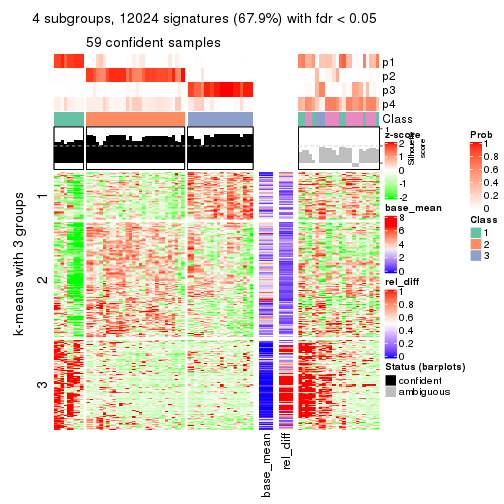 4 subgroups, 12024 signatures (67.9%) with fdr < 0.05
59 confident samples
p1
p2
p3
p4
Class
Silhouette
score
1
k-means with 3 groups
1
2
3
base_mean
rel_diff
z-score
2
1
0
-1
-2
base_mean
8
6
4
2
0
rel_diff
1
0.8
0.6
0.4
0.2
0
Status (barplots)
confident
ambiguous
Prob
1
0.8
0.6
0.4
0.2
0
Class
1
2
3